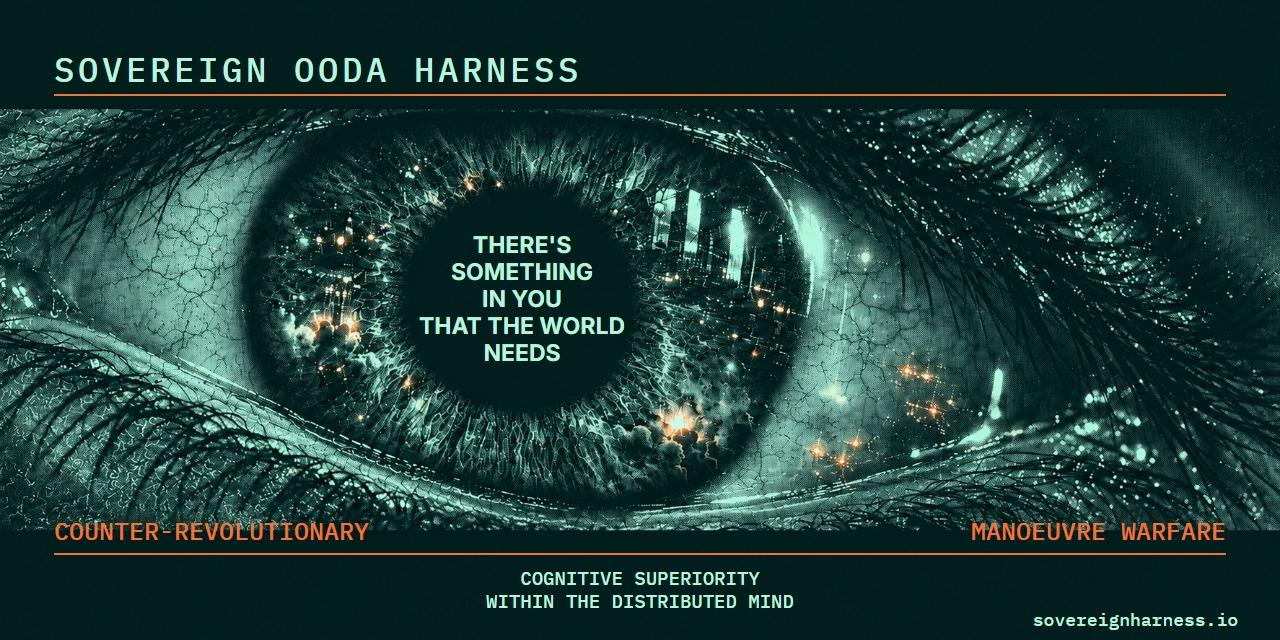 SOVEREIGN OODA HARNESS
THERE'S
SOMETHING
IN YOU
THAT THE WORLD
NEEDS
COUNTER-REVOLUTIONARY
MANOEUVRE WARFARE
COGNITIVE SUPERIORITY
WITHIN THE DISTRIBUTED MIND
sovereignharness.io